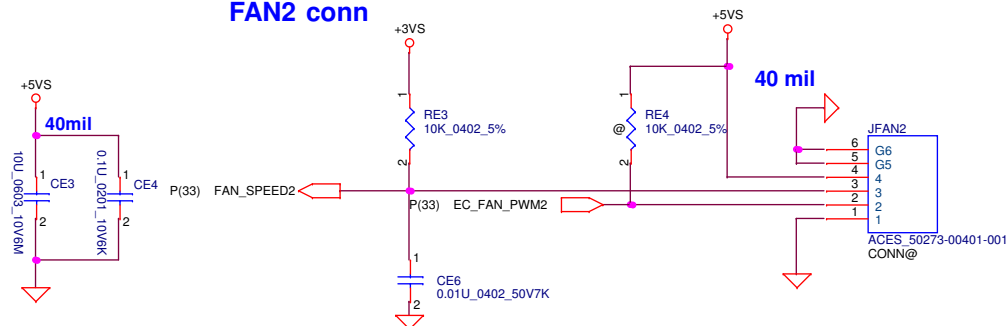 FAN2 conn
+5VS
40mil
10U_0603_10V6M
1
CE3
2
0.1U_0201_10V6K
1
CE4
2
+3VS
1
RE3
10K_0402_5%
2
P(33) FAN_SPEED2
1
CE6
0.01U_0402_50V7K
2
P(33) EC_FAN_PWM2
+5VS
1
RE4
@ 10K_0402_5%
2
40 mil
JFAN2
6 G6
5 G5
4 4
3 3
2 2
1 1
ACES_50273-00401-001
CONN@